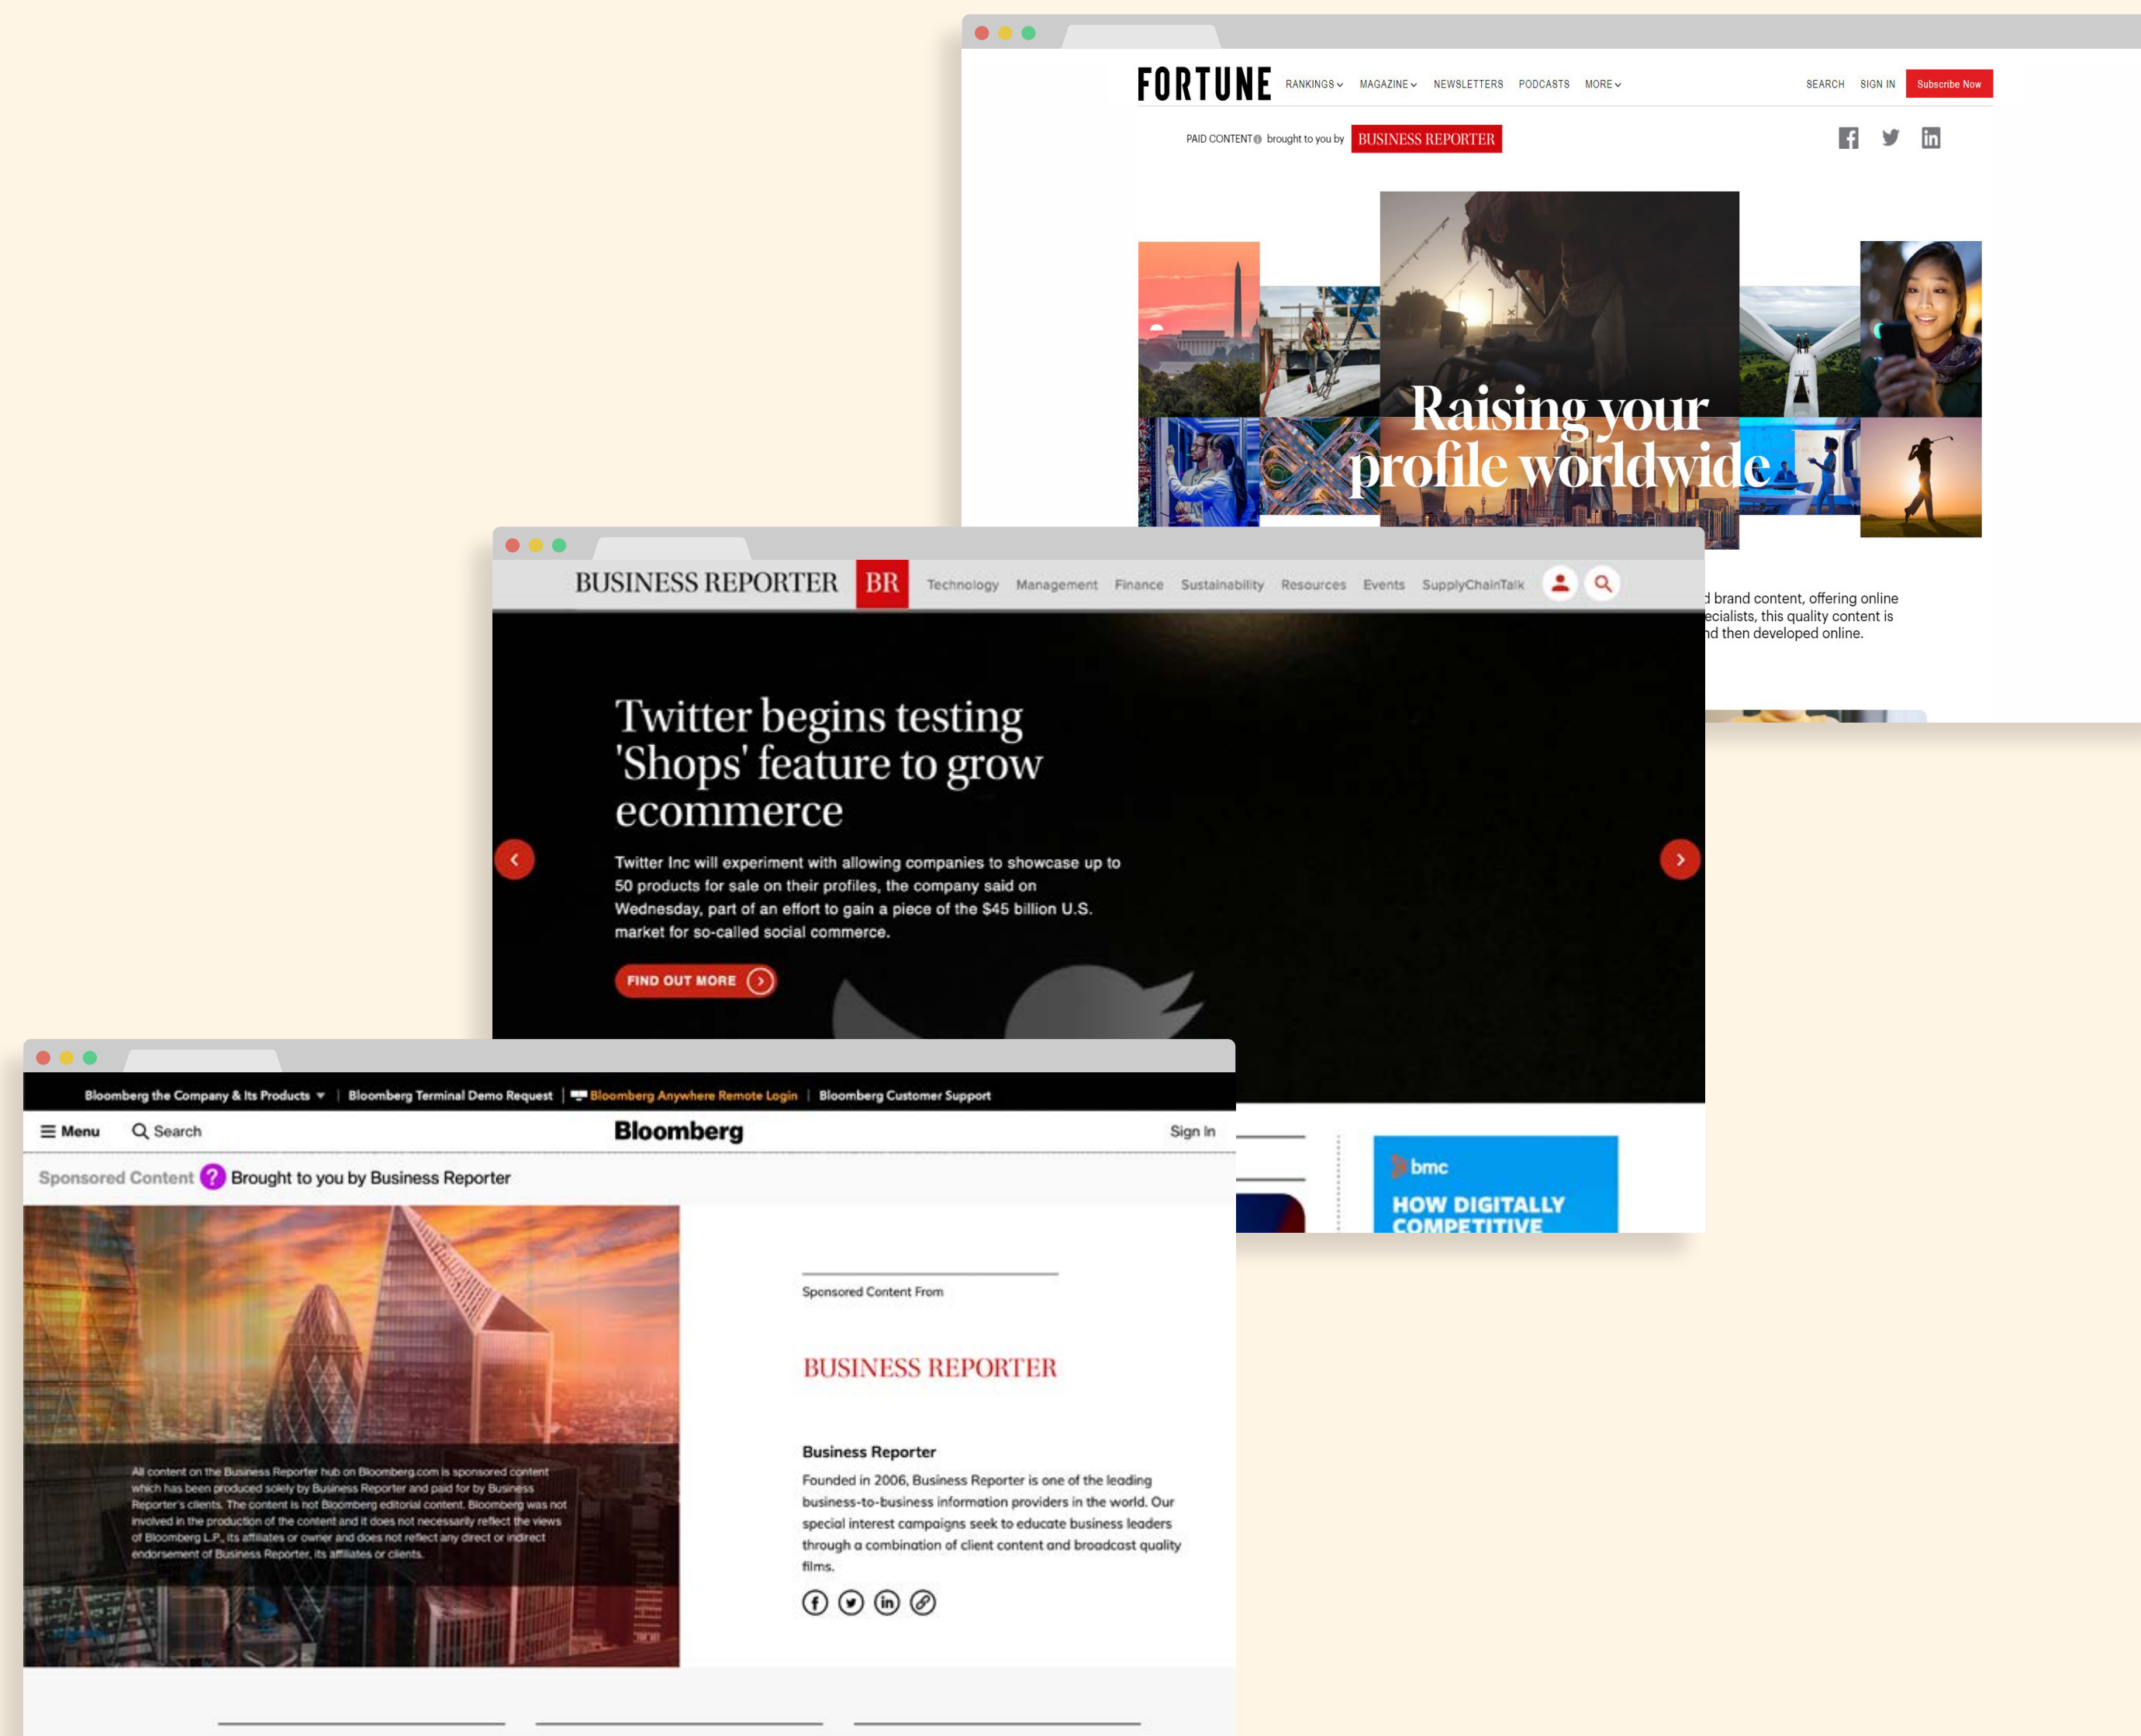 FORTUNE RANKINGS MAGAZINE NEWSLETTERS PODCASTS MORE SEARCH SIGN IN Subscribe Now
PAID CONTENT brought to you by BUSINESS REPORTER
Raising your
profile worldwide
brand content, offering online
this quality content is
then developed online.
BUSINESS REPORTER BR Technology Management Finance Sustainability Resources Events SupplyChainTalk
Twitter begins testing
'Shops' feature to grow
ecommerce
Twitter Inc will experiment with allowing companies to showcase up to
50 products for sale on their profiles, the company said on
Wednesday, part of an effort to gain a piece of the $45 billion U.S.
market for so-called social commerce.
FIND OUT MORE
bmc
HOW DIGITALLY
COMPETITIVE
Bloomberg the Company & Its Products | Bloomberg Terminal Demo Request | Bloomberg Anywhere Remote Login | Bloomberg Customer Support
Menu Search Bloomberg Sign In
Sponsored Content ? Brought to you by Business Reporter
All content on the Business Reporter hub on Bloomberg.com is sponsored content
which has been produced solely by Business Reporter and paid for by Business
Reporter's clients. The content is not Bloomberg editorial content. Bloomberg was not
involved in the production of the content and it does not necessarily reflect the views
of Bloomberg L.P., its affiliates or owner and does not reflect any direct or indirect
endorsement of Business Reporter, its affiliates or clients.
Sponsored Content From
BUSINESS REPORTER
Business Reporter
Founded in 2006, Business Reporter is one of the leading
business-to-business information providers in the world. Our
special interest campaigns seek to educate business leaders
through a combination of client content and broadcast quality
films.